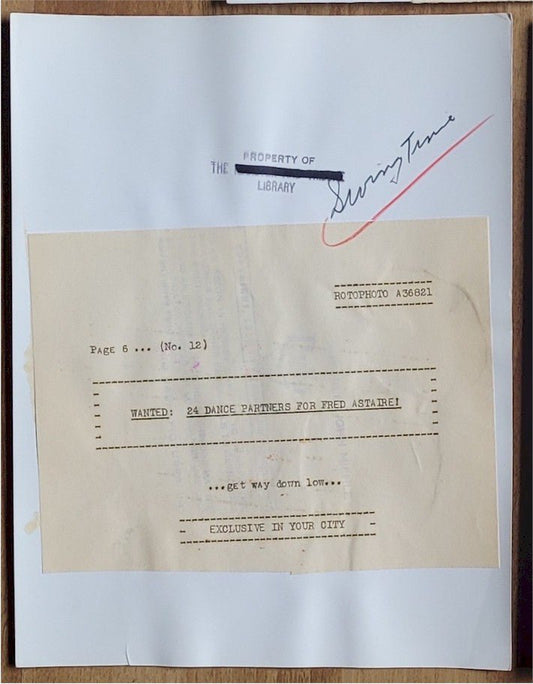 PROPERTY OF
THE
LIBRARY
Swing Time
ROTOPHOTO A36821
PAGE 6 ... (No. 12)
WANTED: 24 DANCE PARTNERS FOR FRED ASTAIRE!
...get way down low...
EXCLUSIVE IN YOUR CITY